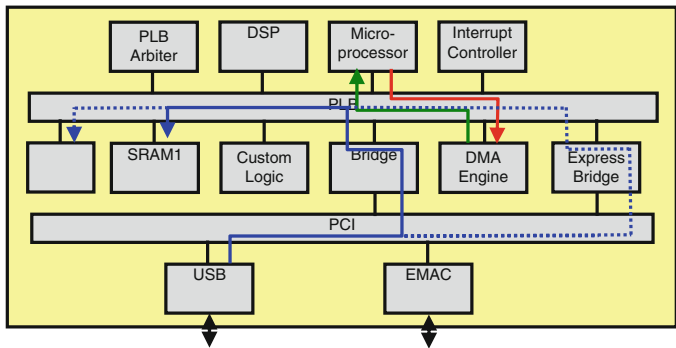 PLB
Arbiter
DSP
Micro-
processor
Interrupt
Controller
PLB
SRAM1
Custom
Logic
Bridge
DMA
Engine
Express
Bridge
PCI
USB
EMAC